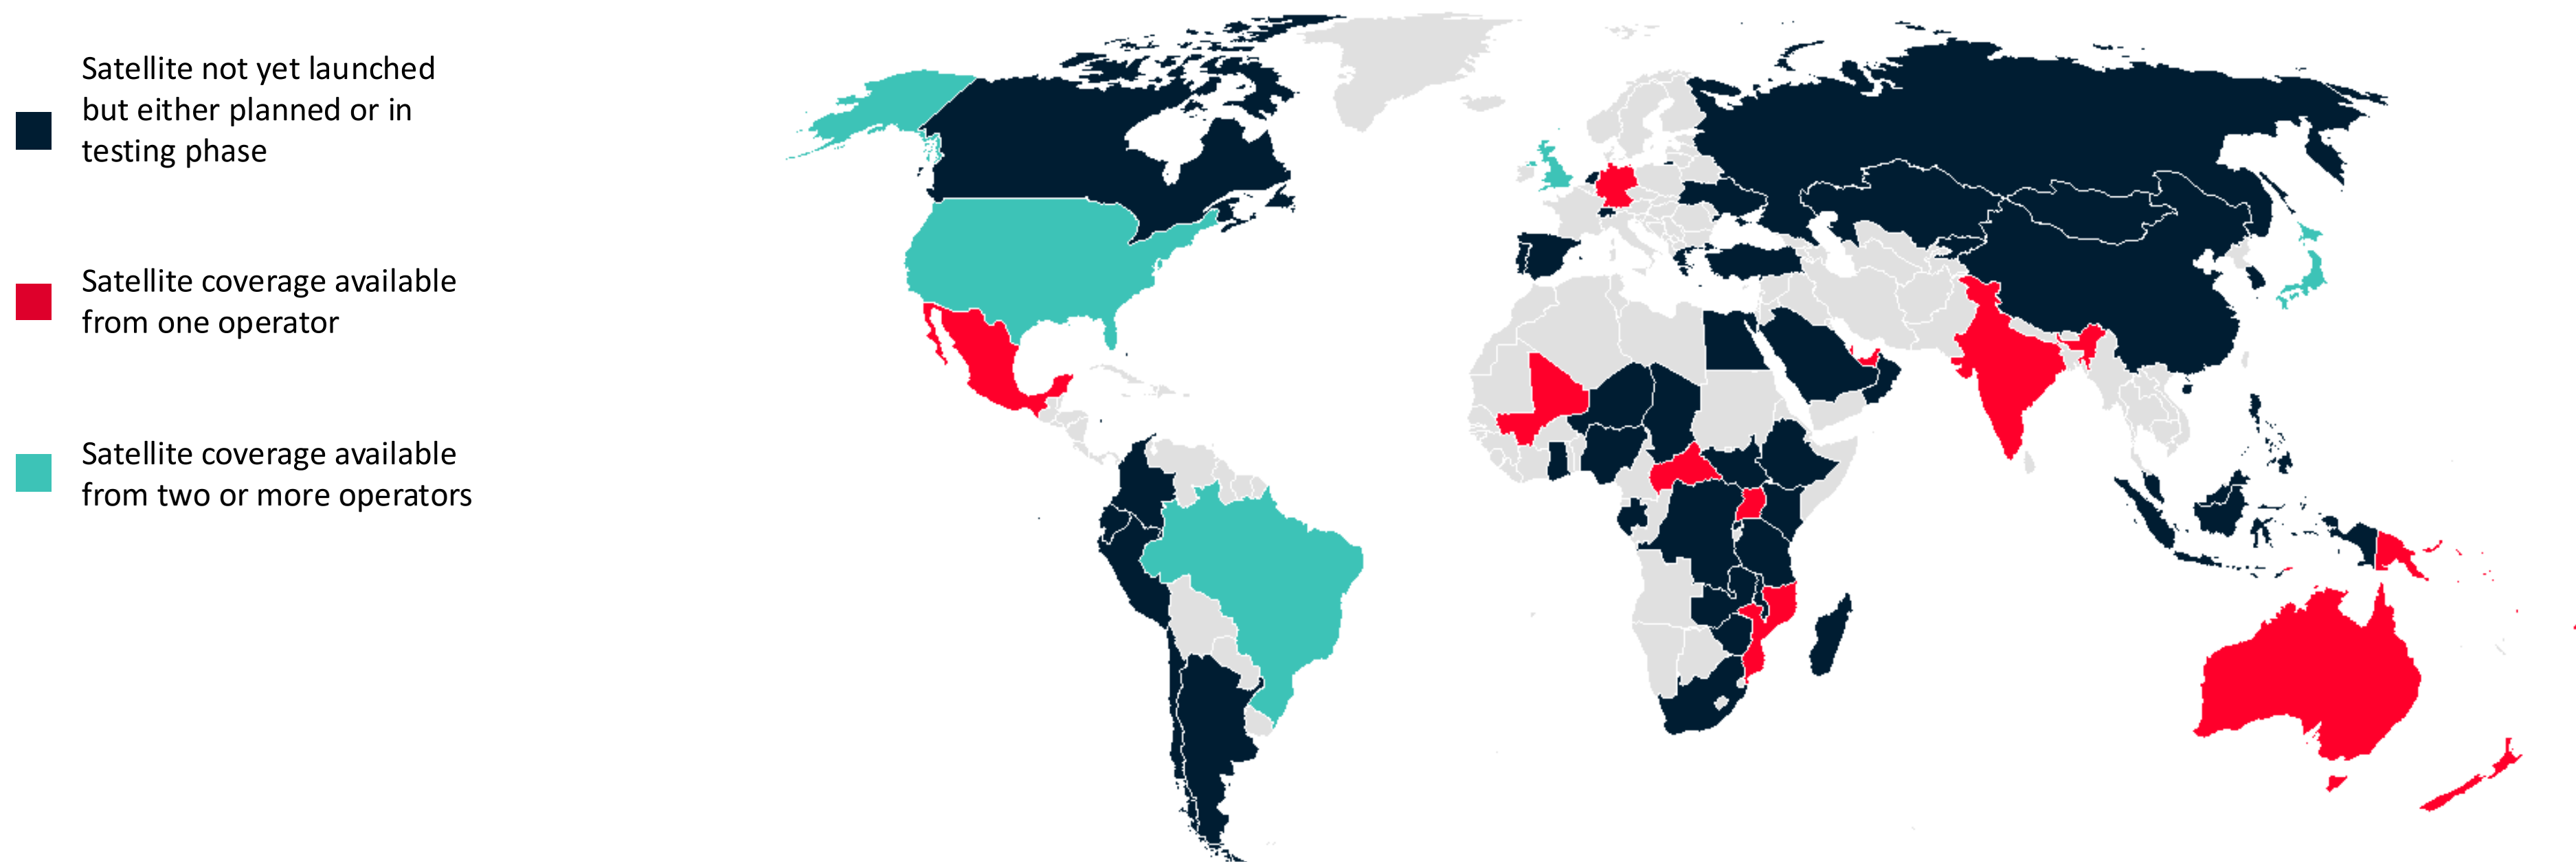 Satellite not yet launched
but either planned or in
testing phase
Satellite coverage available
from one operator
Satellite coverage available
from two or more operators